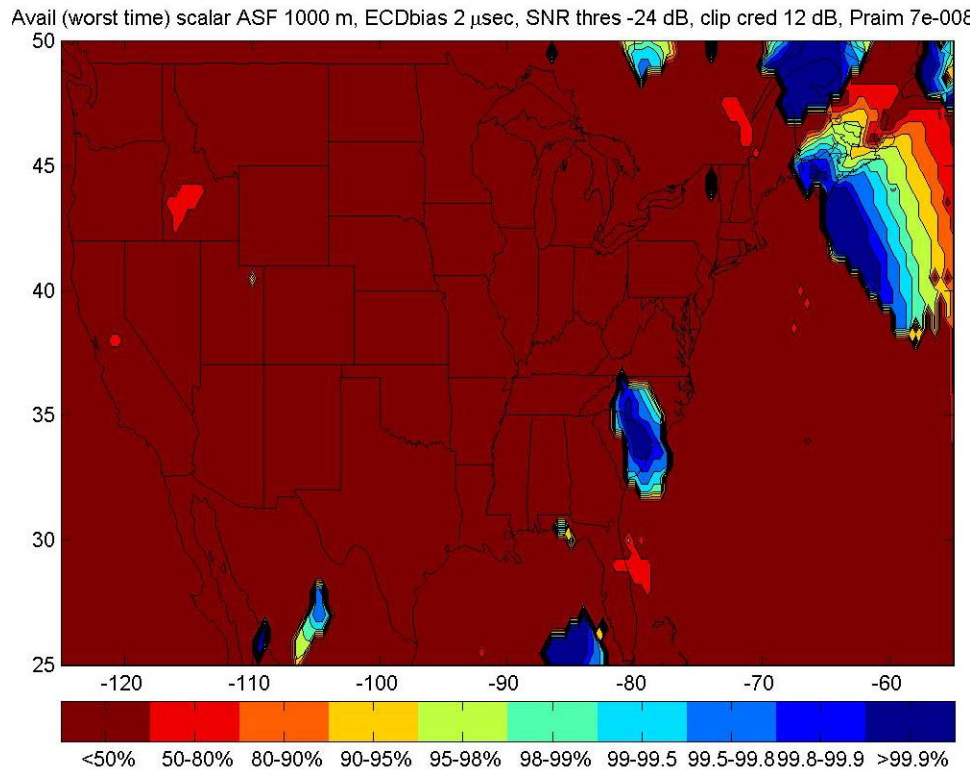 Avail (worst time) scalar ASF 1000 m, ECDbias 2 μsec, SNR thres -24 dB, clip cred 12 dB, Praim 7e-008
50
45
40
35
30
25
-120 -110 -100 -90 -80 -70 -60
<50% 50-80% 80-90% 90-95% 95-98% 98-99% 99-99.5 99.5-99.8 99.8-99.9 >99.9%